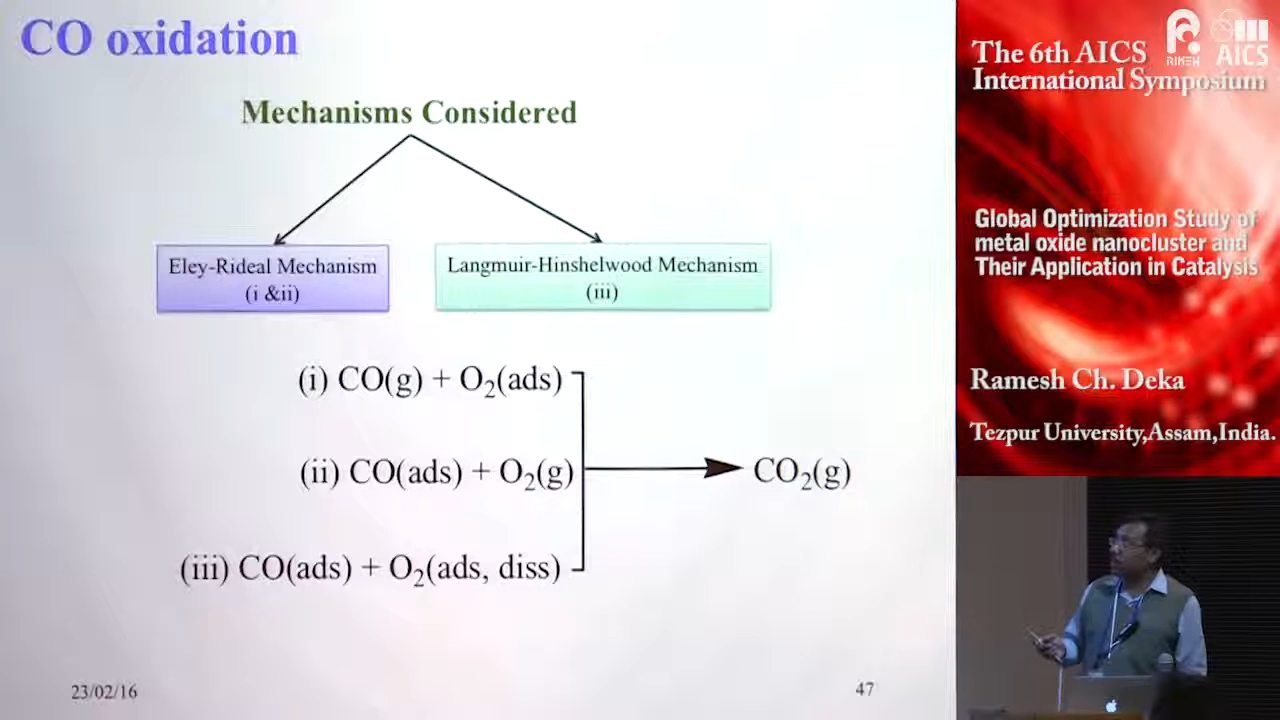 CO oxidation
Mechanisms Considered
Eley-Rideal Mechanism
(i &ii)
Langmuir-Hinshelwood Mechanism
(iii)
(i) CO(g) + O₂(ads)
(ii) CO(ads) + O₂(g)
CO₂(g)
(iii) CO(ads) + O₂(ads, diss)
23/02/16
47
RIKEN
AICS
The 6th AICS
International Symposium
Global Optimization Study of
metal oxide nanocluster and
Their Application in Catalysis
Ramesh Ch. Deka
Tezpur University,Assam,India.